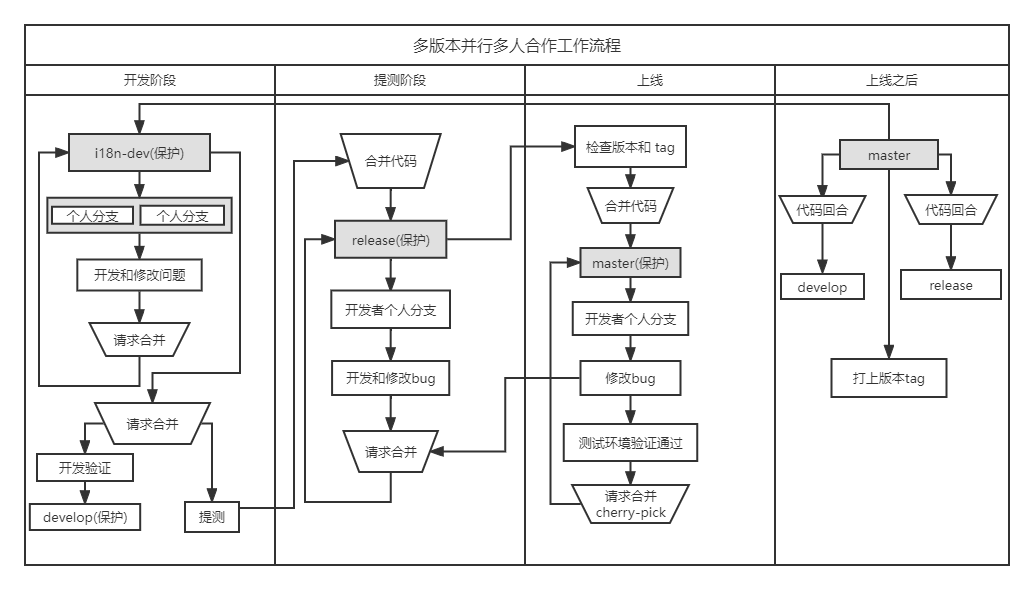 多版本并行多人合作工作流程
开发阶段
提测阶段
上线
上线之后
i18n-dev(保护)
个人分支
个人分支
开发和修改问题
请求合并
请求合并
开发验证
develop(保护)
提测
合并代码
release(保护)
开发者个人分支
开发和修改bug
请求合并
检查版本和 tag
合并代码
master(保护)
开发者个人分支
修改bug
测试环境验证通过
请求合并
cherry-pick
master
代码回合
代码回合
develop
release
打上版本tag